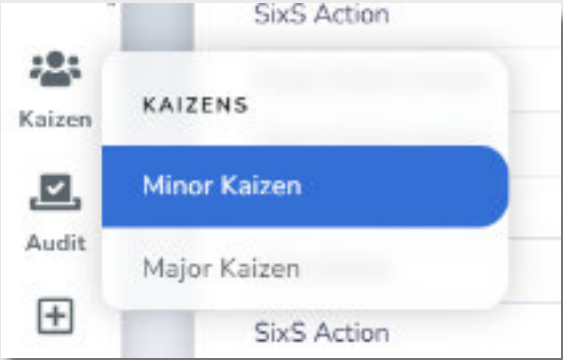 SixS Action
Kaizen
KAIZENS
Minor Kaizen
Audit
Major Kaizen
SixS Action